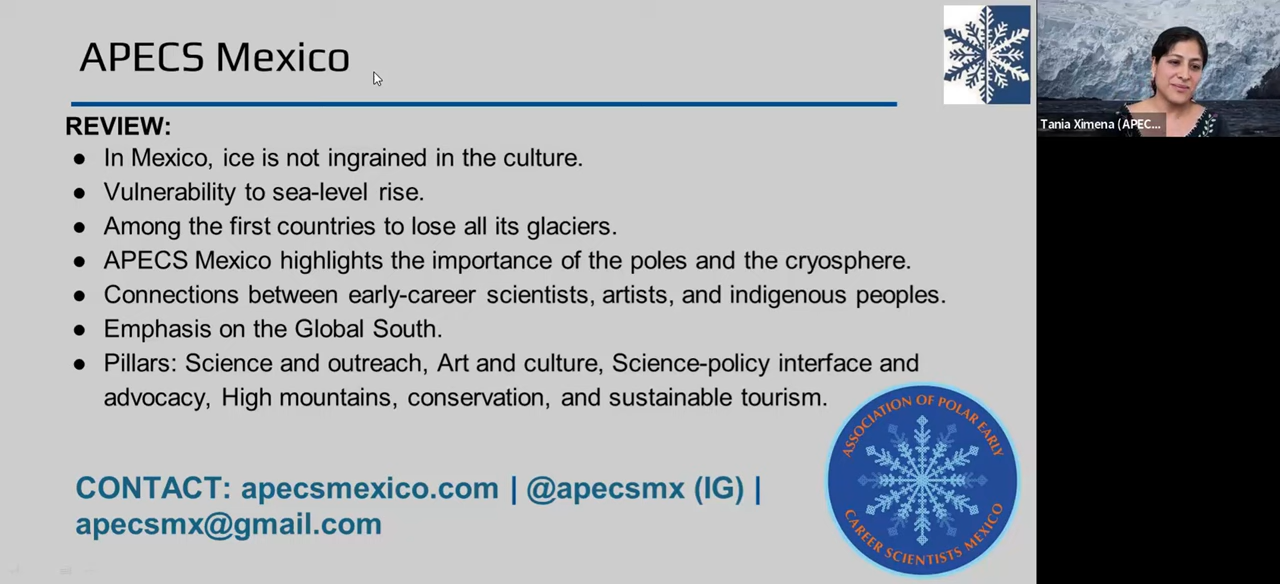 APECS Mexico
REVIEW:
● In Mexico, ice is not ingrained in the culture.
● Vulnerability to sea-level rise.
● Among the first countries to lose all its glaciers.
● APECS Mexico highlights the importance of the poles and the cryosphere.
● Connections between early-career scientists, artists, and indigenous peoples.
● Emphasis on the Global South.
● Pillars: Science and outreach, Art and culture, Science-policy interface and
advocacy, High mountains, conservation, and sustainable tourism.
CONTACT: apecsmexico.com | @apecsmx (IG) |
apecsmx@gmail.com
ASSOCIATION OF POLAR EARLY
CAREER SCIENTISTS MEXICO
Tania Ximena (APEC...